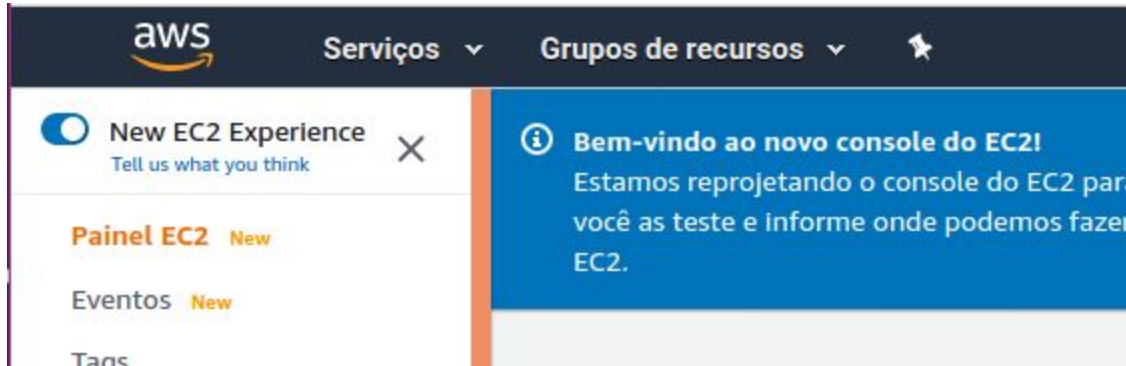 aws
Serviços
Grupos de recursos
New EC2 Experience
Tell us what you think
Painel EC2 New
Eventos New
Tags
Bem-vindo ao novo console do EC2!
Estamos reprojetando o console do EC2 para
você as teste e informe onde podemos fazer
EC2.